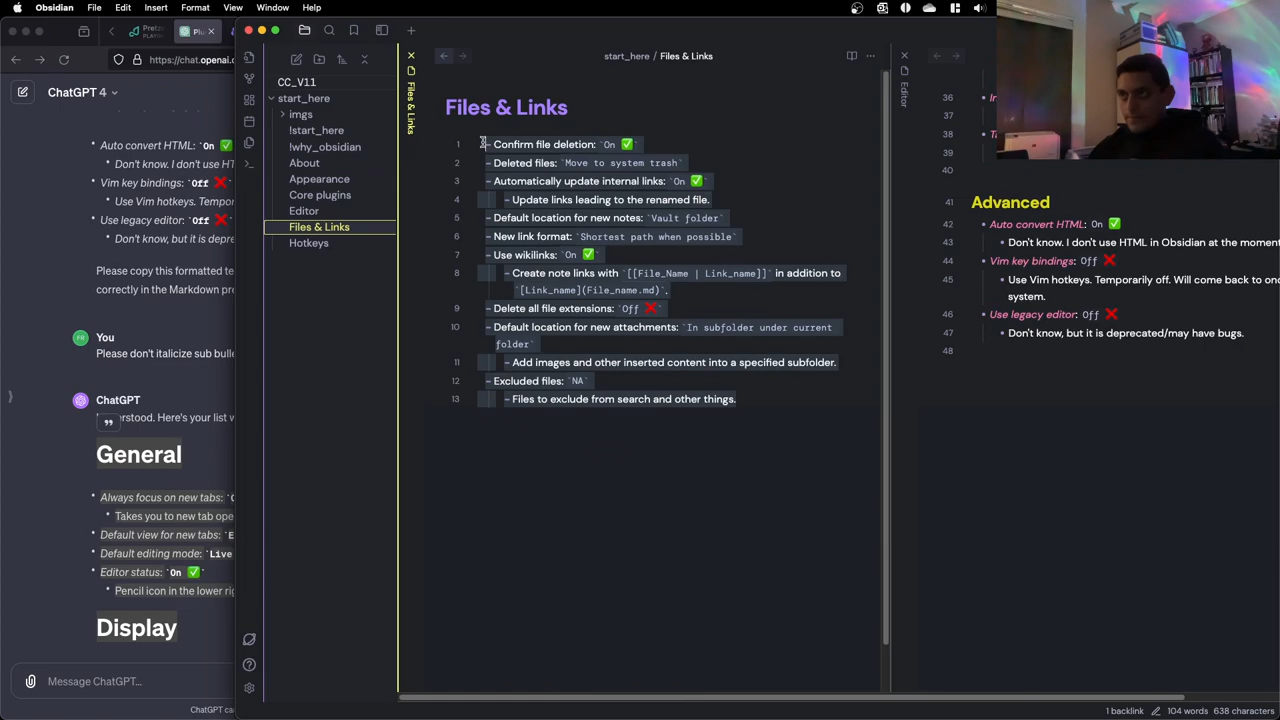 Obsidian File Edit Insert Format View Window Help
https://chat.openai.c
ChatGPT 4
Auto convert HTML: `On ✅
Don't know. I don't use HT
Vim key bindings: `Off ❌
Use Vim hotkeys. Tempor
Use legacy editor: `Off ❌
Don't know, but it is depre
Please copy this formatted te
correctly in the Markdown pre
You
Please don't italicize sub bulle
ChatGPT
Here's your list w
General
Always focus on new tabs: `
Takes you to new tab ope
Default view for new tabs: `E
Default editing mode: `Live
Editor status: `On ✅
Pencil icon in the lower rig
Display
Message ChatGPT...
ChatGPT ca
CC_V11
start_here
imgs
!start_here
!why_obsidian
About
Appearance
Core plugins
Editor
Files & Links
Hotkeys
Files & Links
start_here / Files & Links
Files & Links
1 - Confirm file deletion: `On ✅`
2 - Deleted files: `Move to system trash`
3 - Automatically update internal links: `On ✅`
4 - Update links leading to the renamed file.
5 - Default location for new notes: `Vault folder`
6 - New link format: `Shortest path when possible`
7 - Use wikilinks: `On ✅`
8 - Create note links with `[[File_Name | Link_name]]` in addition to
`[Link_name](File_name.md)`.
9 - Delete all file extensions: `Off ❌`
10 - Default location for new attachments: `In subfolder under current
folder`
11 - Add images and other inserted content into a specified subfolder.
12 - Excluded files: `NA`
13 - Files to exclude from search and other things.
Editor
36
37
38
39
40
41 Advanced
42 Auto convert HTML: On ✅
43 Don't know. I don't use HTML in Obsidian at the moment
44 Vim key bindings: Off ❌
45 Use Vim hotkeys. Temporarily off. Will come back to on
system.
46 Use legacy editor: Off ❌
47 Don't know, but it is deprecated/may have bugs.
48
1 backlink 104 words 638 characters